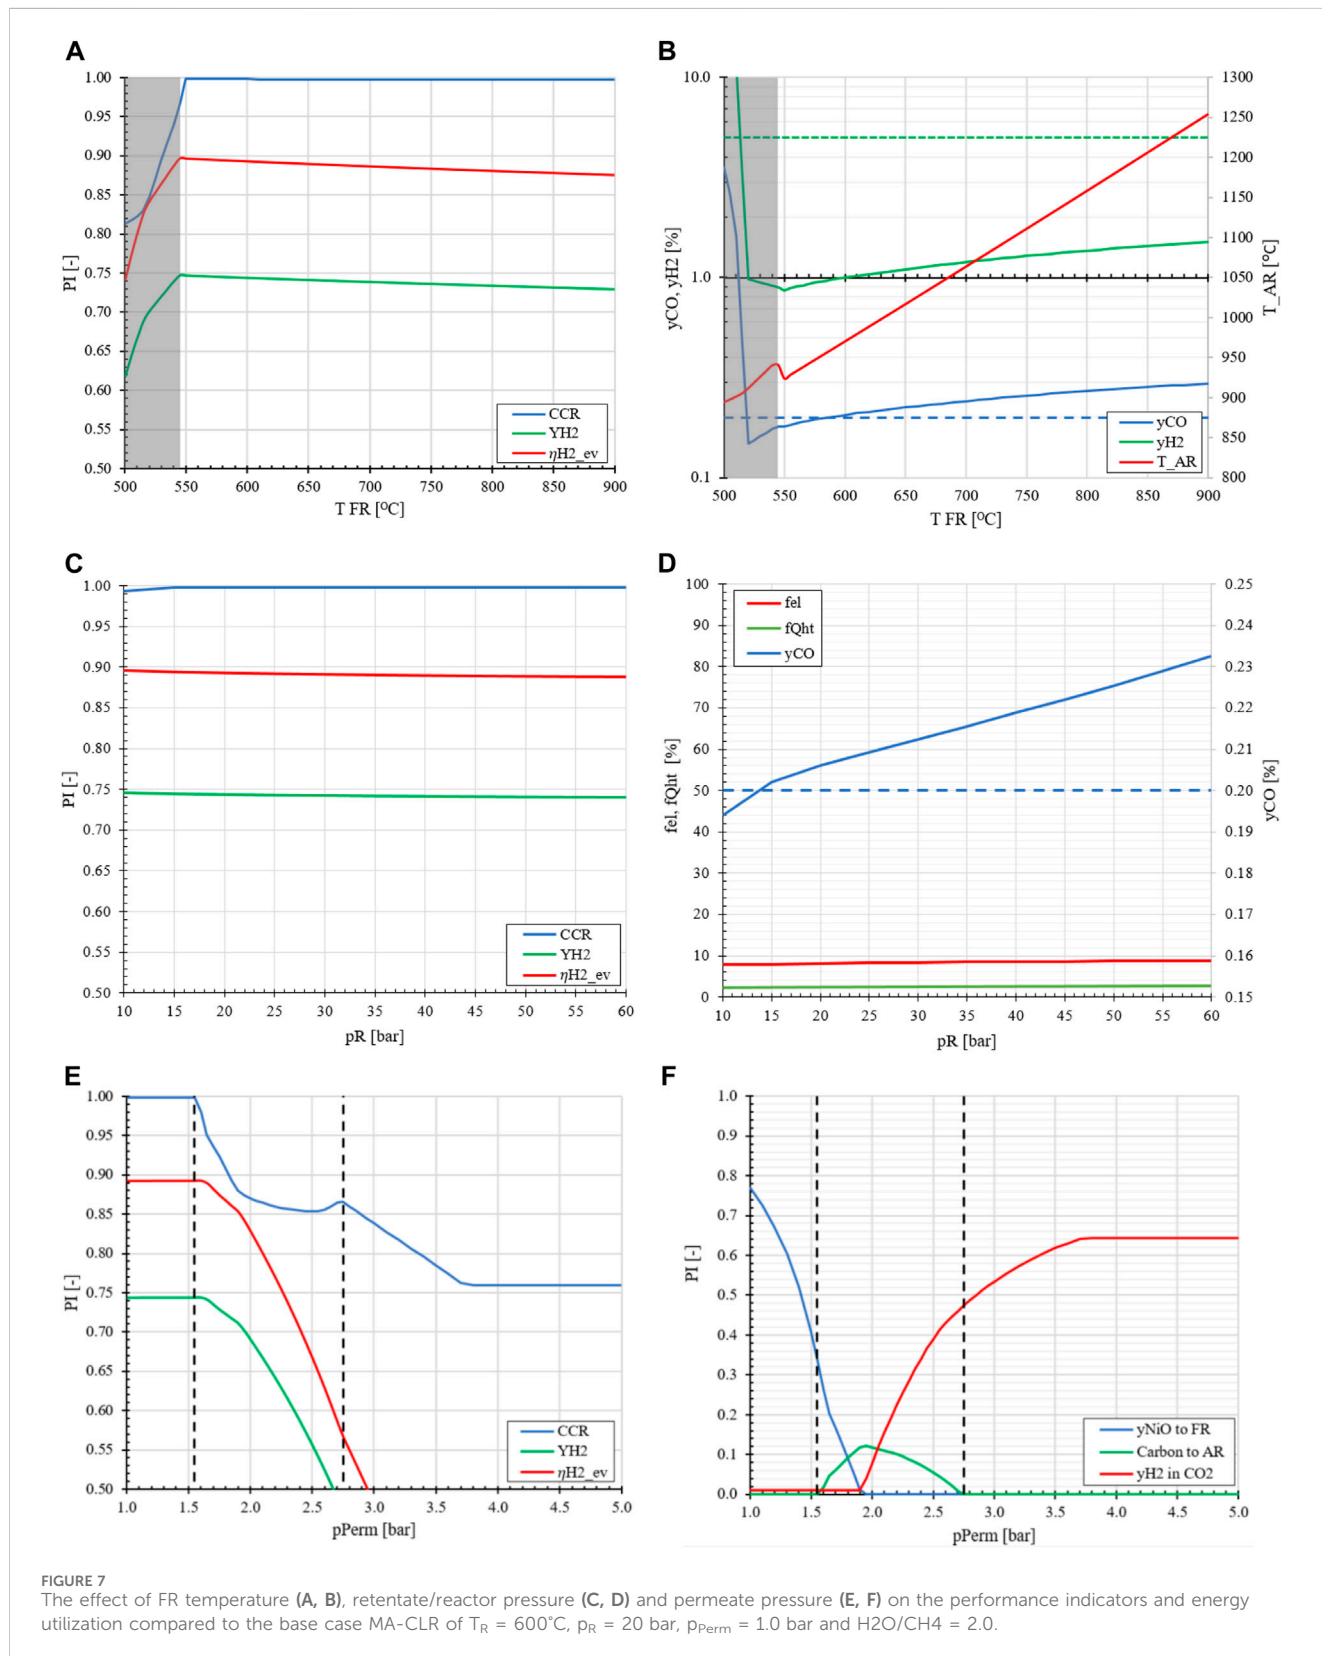 A
1.00
0.95
0.90
0.85
0.80
0.75
0.70
0.65
0.60
0.55
0.50
PI [-]
500 550 600 650 700 750 800 850 900
T FR [ºC]
CCR
YH2
ηH2_ev
B
10.0
1.0
0.1
yCO, yH2 [%]
1300
1250
1200
1150
1100
1050
1000
950
900
850
800
T_AR [ºC]
500 550 600 650 700 750 800 850 900
T FR [ºC]
yCO
yH2
T_AR
C
1.00
0.95
0.90
0.85
0.80
0.75
0.70
0.65
0.60
0.55
0.50
PI [-]
10 15 20 25 30 35 40 45 50 55 60
pR [bar]
CCR
YH2
ηH2_ev
D
100
90
80
70
60
50
40
30
20
10
0
fel, fQht [%]
0.25
0.24
0.23
0.22
0.21
0.20
0.19
0.18
0.17
0.16
0.15
yCO [%]
10 15 20 25 30 35 40 45 50 55 60
pR [bar]
fel
fQht
yCO
E
1.00
0.95
0.90
0.85
0.80
0.75
0.70
0.65
0.60
0.55
0.50
PI [-]
1.0 1.5 2.0 2.5 3.0 3.5 4.0 4.5 5.0
pPerm [bar]
CCR
YH2
ηH2_ev
F
1.0
0.9
0.8
0.7
0.6
0.5
0.4
0.3
0.2
0.1
0.0
PI [-]
1.0 1.5 2.0 2.5 3.0 3.5 4.0 4.5 5.0
pPerm [bar]
yNiO to FR
Carbon to AR
yH2 in CO2
FIGURE 7
The effect of FR temperature (A, B), retentate/reactor pressure (C, D) and permeate pressure (E, F) on the performance indicators and energy
utilization compared to the base case MA-CLR of TR = 600°C, pR = 20 bar, pPerm = 1.0 bar and H2O/CH4 = 2.0.